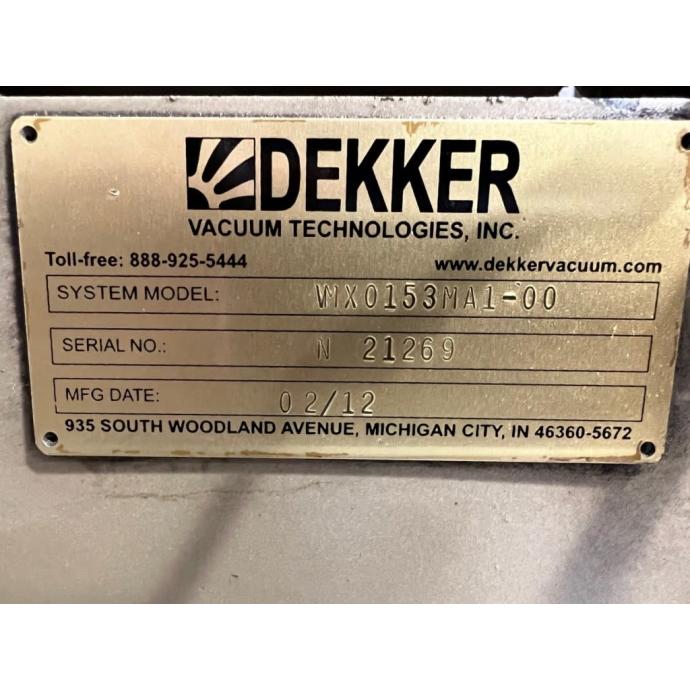 DEKKER
VACUUM TECHNOLOGIES, INC.
Toll-free: 888-925-5444 www.dekkervacuum.com
SYSTEM MODEL: VMX0153MA1-00
SERIAL NO.: N 21269
MFG DATE: 02/12
935 SOUTH WOODLAND AVENUE, MICHIGAN CITY, IN 46360-5672